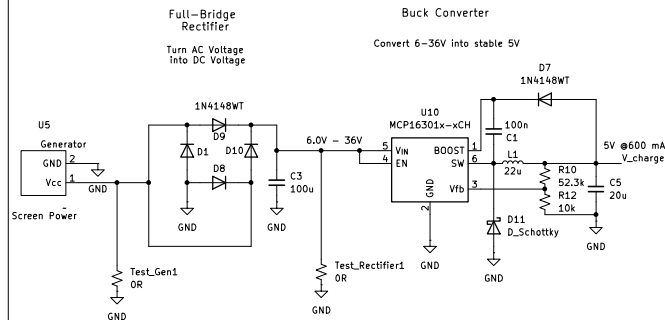 Full-Bridge
Rectifier
Turn AC Voltage
into DC Voltage
Buck Converter
Convert 6-36V into stable 5V
U5
Generator
GND 2
Vcc 1
GND
Screen Power
Test_Gen1
0R
GND
1N4148WT
D9
D1
D10
D8
GND
C3
100u
GND
6.0V - 36V
Test_Rectifier1
0R
GND
U10
MCP16301x-xCH
5 VIN
4 EN
BOOST 1
SW 6
Vfb 3
GND
2
GND
D7
1N4148WT
100n
C1
L1
22u
D11
D_Schottky
GND
R10
52.3k
R12
10k
C5
20u
GND
5V @600 mA
V_charge